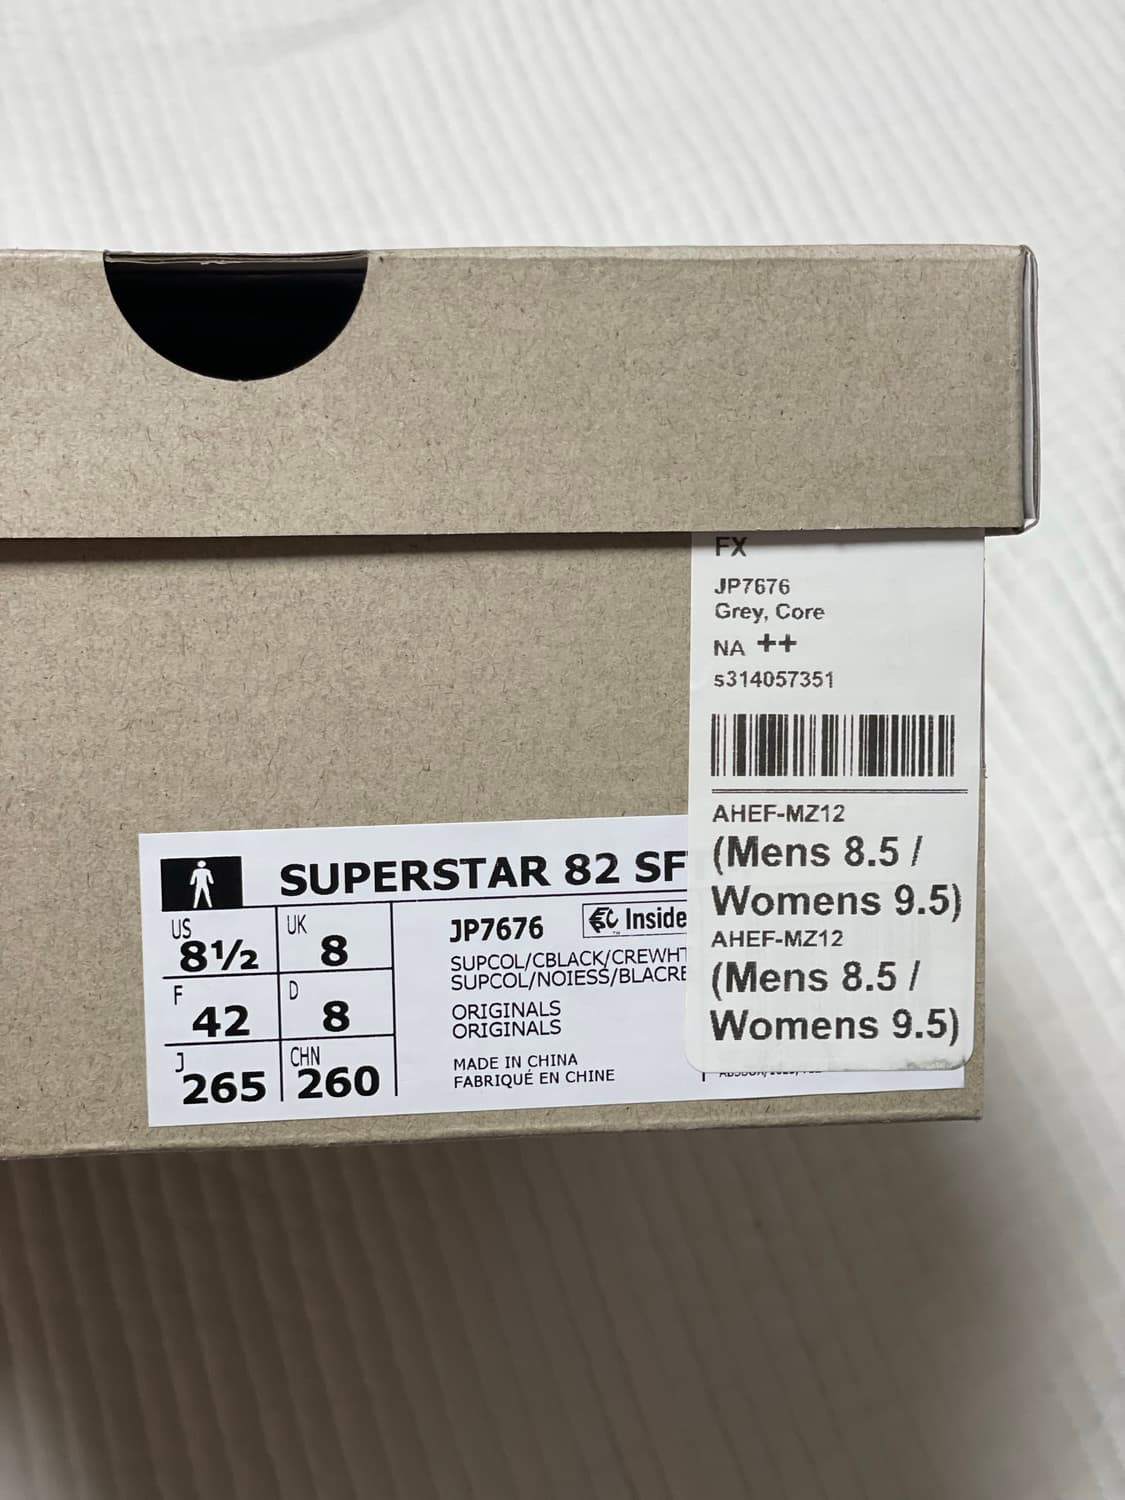 FX
JP7676
Grey, Core
NA ++
s314057351
AHEF-MZ12
(Mens 8.5 /
Womens 9.5)
AHEF-MZ12
(Mens 8.5 /
Womens 9.5)
SUPERSTAR 82 SF
US 8½
UK 8
F 42
D 8
J 265
CHN 260
JP7676
Inside
SUPCOL/CBLACK/CREWHT
SUPCOL/NOIESS/BLACRE
ORIGINALS
ORIGINALS
MADE IN CHINA
FABRIQUÉ EN CHINE